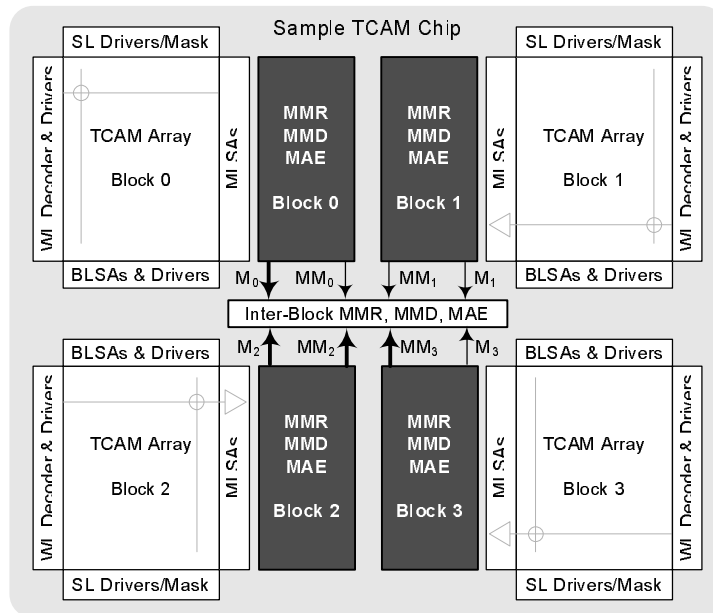 Sample TCAM Chip
SL Drivers/Mask
WL Decoder & Drivers
TCAM Array
Block 0
MLSAs
BLSAs & Drivers
MMR
MMD
MAE
Block 0
MMR
MMD
MAE
Block 1
SL Drivers/Mask
MLSAs
TCAM Array
Block 1
WL Decoder & Drivers
BLSAs & Drivers
M0
MM0
MM1
M1
Inter-Block MMR, MMD, MAE
M2
MM2
MM3
M3
BLSAs & Drivers
WL Decoder & Drivers
TCAM Array
Block 2
MLSAs
SL Drivers/Mask
MMR
MMD
MAE
Block 2
MMR
MMD
MAE
Block 3
BLSAs & Drivers
MLSAs
TCAM Array
Block 3
WL Decoder & Drivers
SL Drivers/Mask